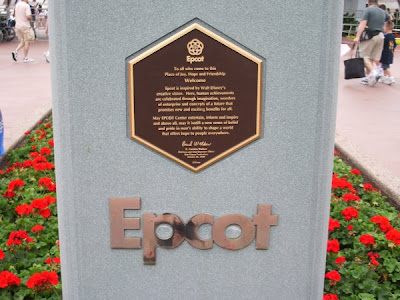 Epcot
To all who come to this
Place of Joy, Hope and Friendship
Welcome
Epcot is inspired by Walt Disney's
creative vision. Here, human achievements
are celebrated through imagination, wonders
of enterprise and concepts of a future that
promises new and exciting benefits for all.
May EPCOT Center entertain, inform and inspire
and above all, may it instill a new sense of belief
and pride in man's ability to shape a world
that offers hope to people everywhere.
Epcot